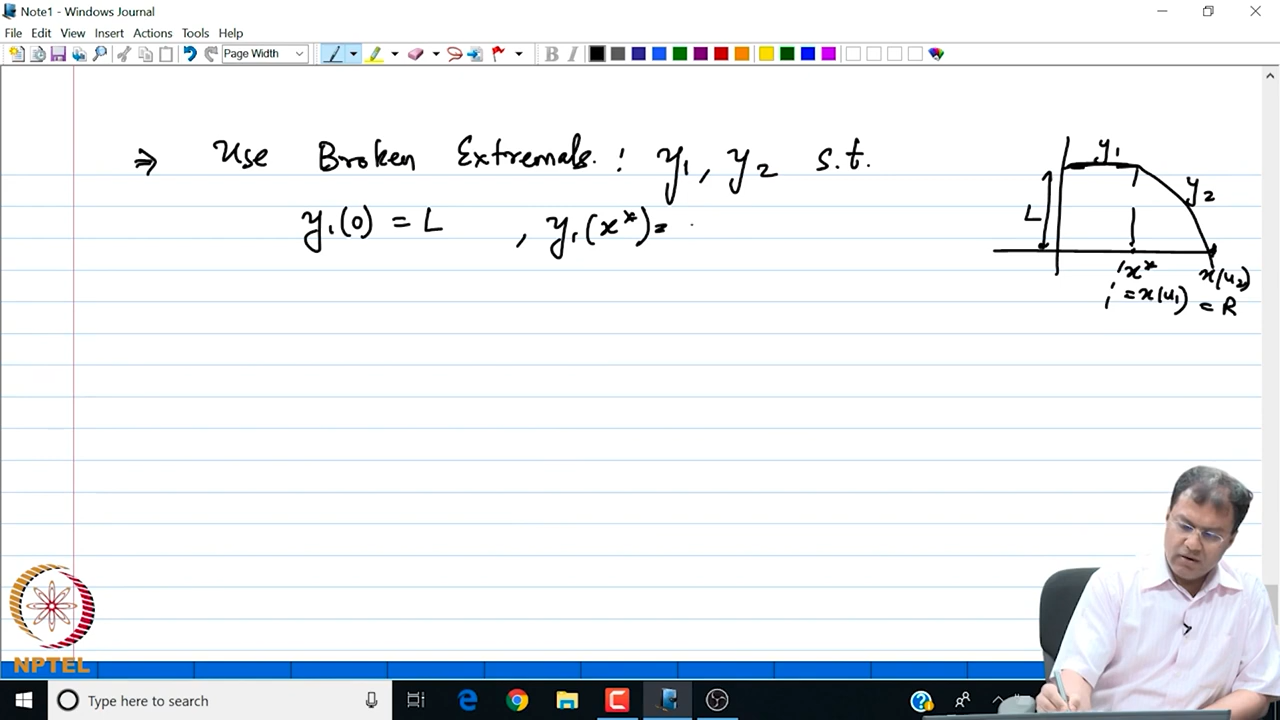 Note1 - Windows Journal
File Edit View Insert Actions Tools Help
Page Width
B I
⇒ Use Broken Extremals : y₁, y₂ s.t.
y₁(0) = L , y₁(x*) =
y₁
y₂
L
x*
= x(u₁)
x(u₂)
= R
NPTEL
Type here to search